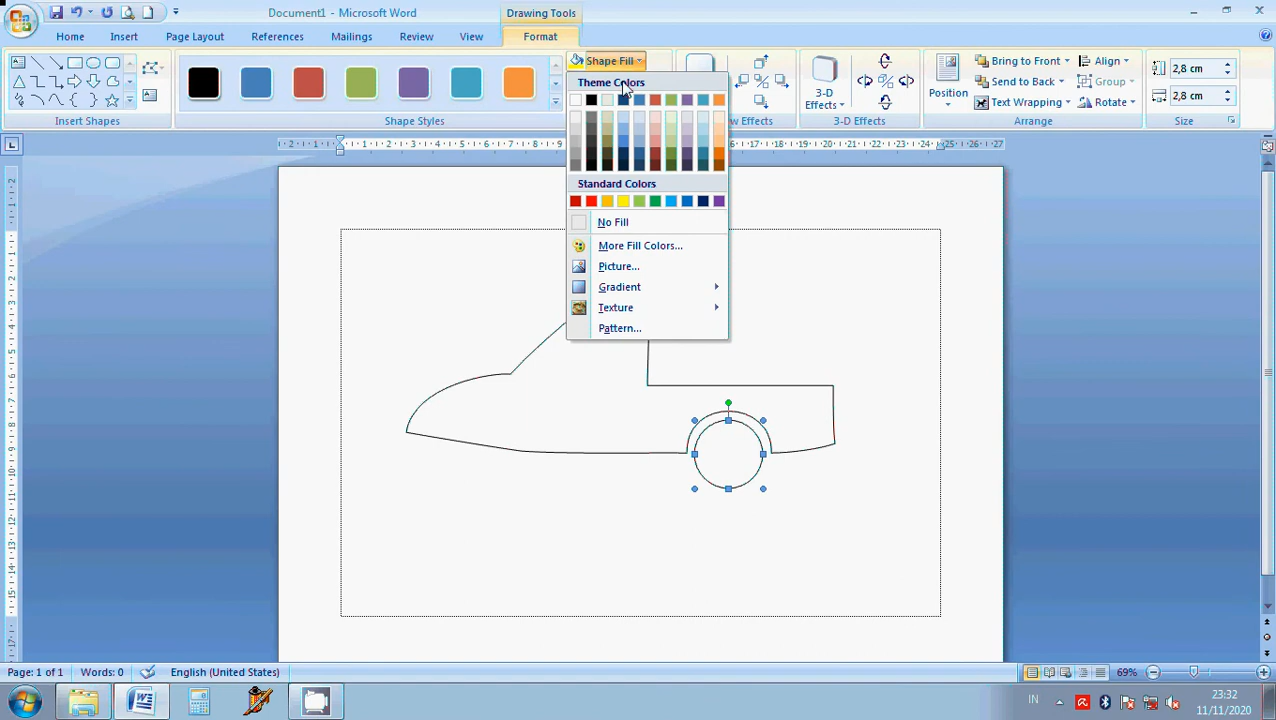 Document1 - Microsoft Word
Drawing Tools
Home
Insert
Page Layout
References
Mailings
Review
View
Format
Shape Fill
Bring to Front
Align
2,8 cm
Send to Back
Group
3-D
Effects
Position
Rotate
2,8 cm
Insert Shapes
Shape Styles
Effects
3-D Effects
Arrange
Size
Theme Colors
Standard Colors
No Fill
More Fill Colors...
Picture...
Gradient
Texture
Pattern...
Page: 1 of 1
Words: 0
English (United States)
69%
IN
23:32
11/11/2020